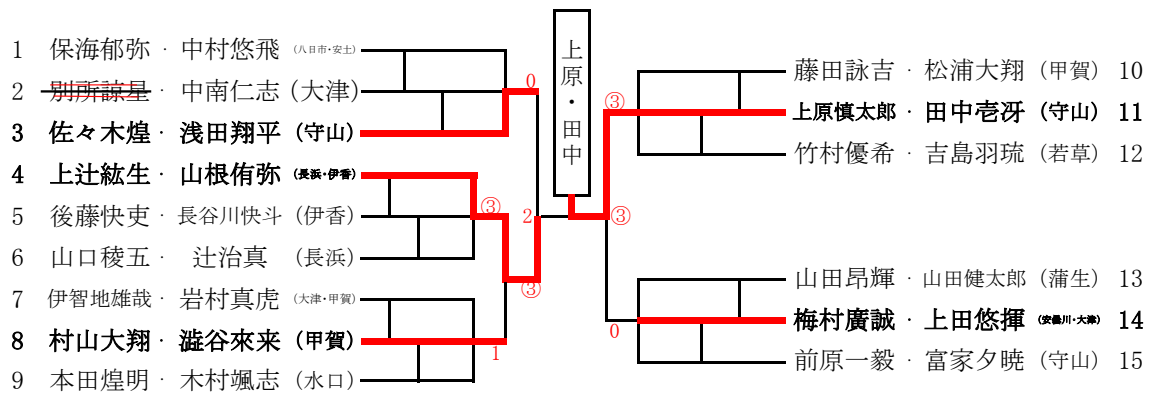 1 保海郁弥・中村悠飛 (八日市・安土)
2 別所諒星・中南仁志 (大津)
3 佐々木煌・浅田翔平 (守山)
4 上辻紘生・山根侑弥 (長浜・伊香)
5 後藤快吏・長谷川快斗 (伊香)
6 山口稜五・辻治真 (長浜)
7 伊智地雄哉・岩村真虎 (大津・甲賀)
8 村山大翔・澁谷來来 (甲賀)
9 本田煌明・木村颯志 (水口)
0
③
2
③
1
上原・田中
③
③
0
藤田詠吉・松浦大翔 (甲賀) 10
上原慎太郎・田中壱冴 (守山) 11
竹村優希・吉島羽琉 (若草) 12
山田昂輝・山田健太郎 (蒲生) 13
梅村廣誠・上田悠揮 (安曇川・大津) 14
前原一毅・富家夕暁 (守山) 15